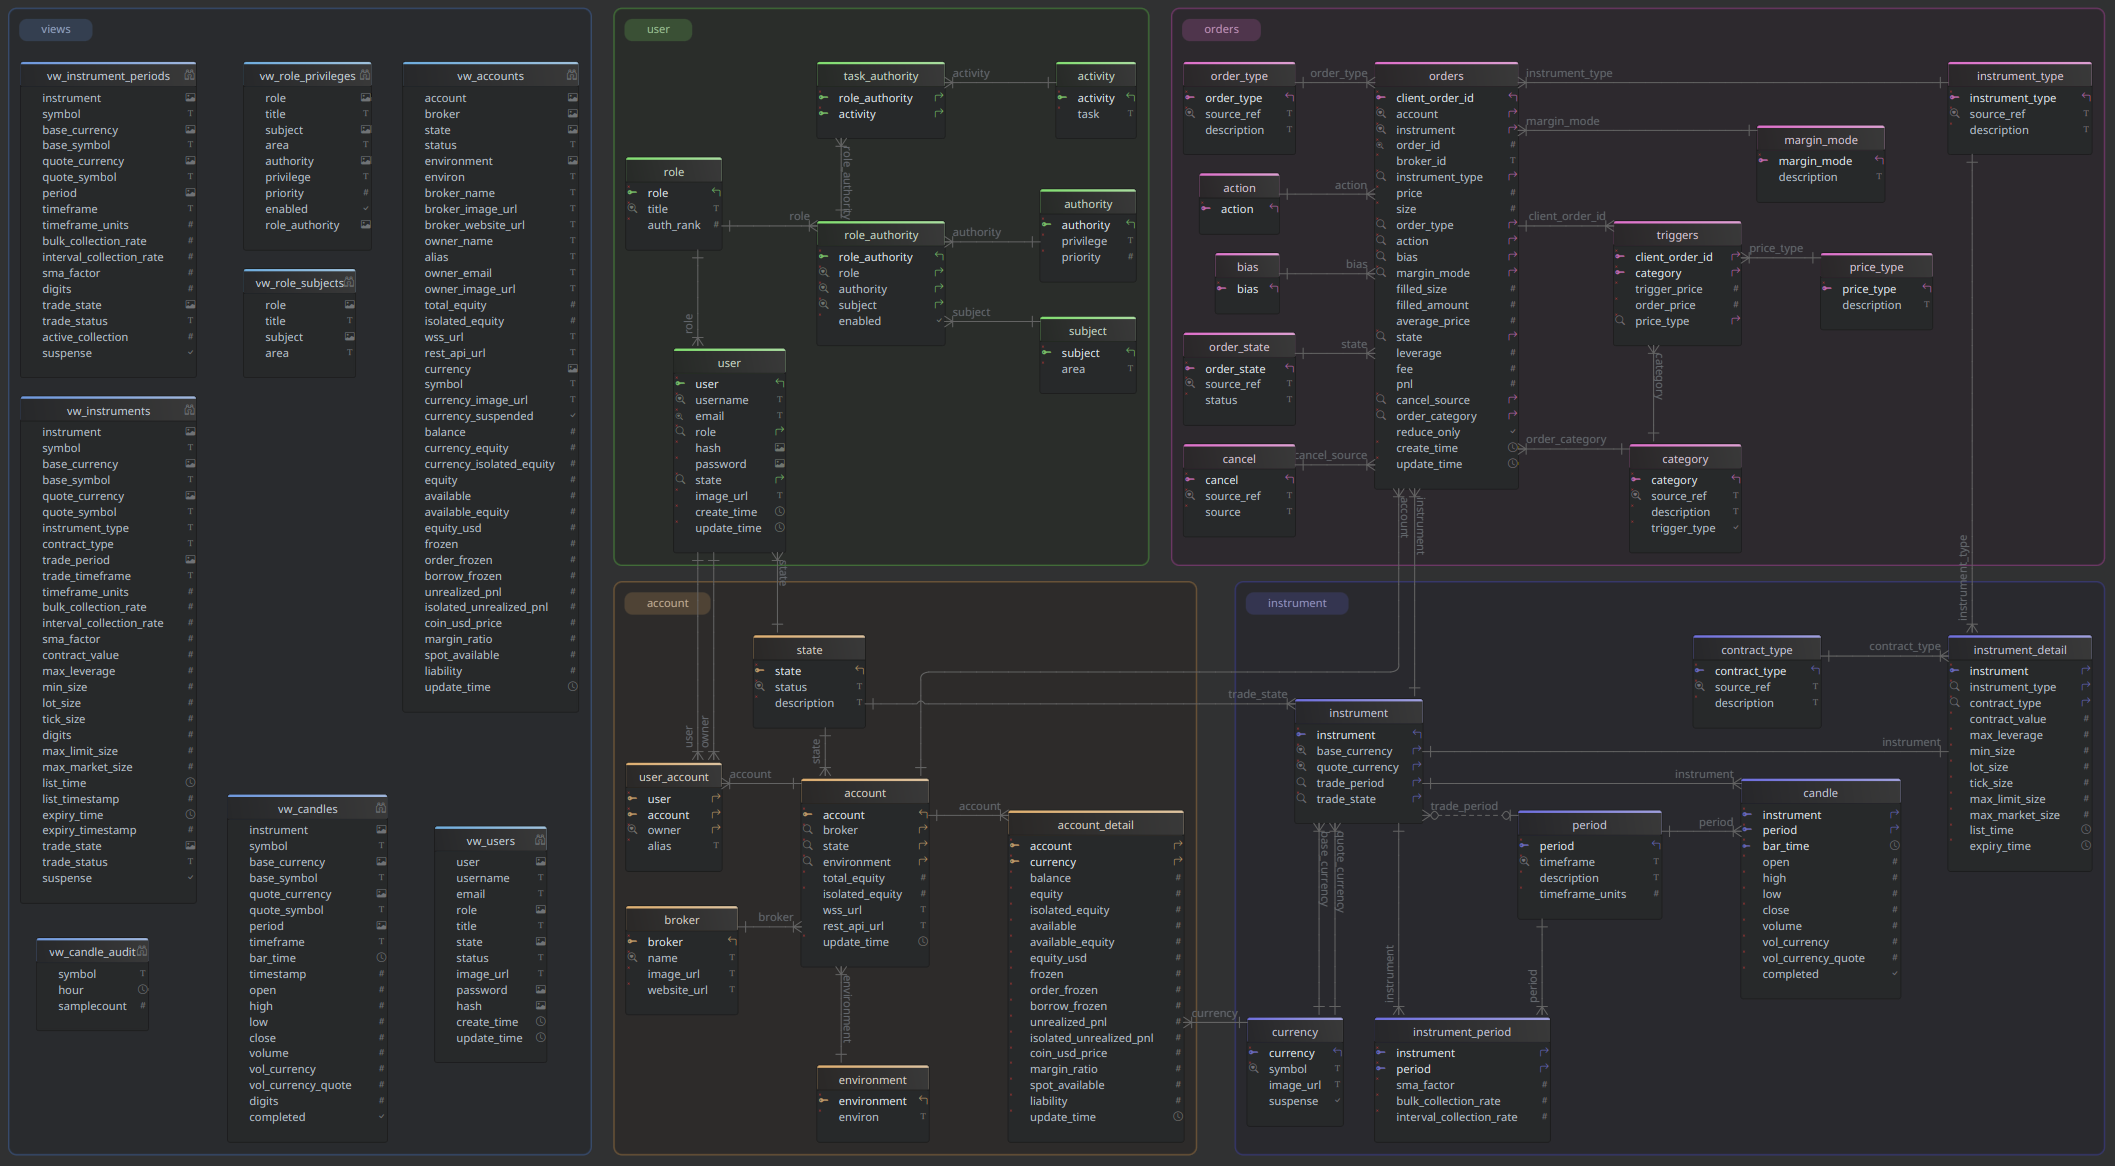 views
vw_instrument_periods
instrument
symbol
base_currency
base_symbol
quote_currency
quote_symbol
period
timeframe
timeframe_units
bulk_collection_rate
interval_collection_rate
sma_factor
digits
trade_state
trade_status
active_collection
suspense
vw_role_privileges
role
title
subject
area
authority
privilege
priority
enabled
role_authority
vw_role_subjects
role
title
subject
area
vw_accounts
account
broker
state
status
environment
environ
broker_name
broker_image_url
broker_website_url
owner_name
alias
owner_email
owner_image_url
total_equity
isolated_equity
wss_url
rest_api_url
currency
symbol
currency_image_url
currency_suspended
balance
currency_equity
currency_isolated_equity
equity
available
available_equity
equity_usd
frozen
order_frozen
borrow_frozen
unrealized_pnl
isolated_unrealized_pnl
coin_usd_price
margin_ratio
spot_available
liability
update_time
vw_instruments
instrument
symbol
base_currency
base_symbol
quote_currency
quote_symbol
instrument_type
contract_type
trade_period
trade_timeframe
timeframe_units
bulk_collection_rate
interval_collection_rate
sma_factor
contract_value
max_leverage
min_size
lot_size
tick_size
digits
max_limit_size
max_market_size
list_time
list_timestamp
expiry_time
expiry_timestamp
trade_state
trade_status
suspense
vw_candle_audit
symbol
hour
samplecount
vw_candles
instrument
symbol
base_currency
base_symbol
quote_currency
quote_symbol
period
timeframe
bar_time
timestamp
open
high
low
close
volume
vol_currency
vol_currency_quote
digits
completed
vw_users
user
username
email
role
title
state
status
image_url
password
hash
create_time
update_time
user
task_authority
role_authority
activity
activity
activity
activity
task
role_authority
role
role
title
auth_rank
role
role_authority
role_authority
role
authority
subject
enabled
authority
authority
authority
privilege
priority
subject
subject
subject
area
role
user
user
username
email
role
hash
password
state
image_url
create_time
update_time
state
user
owner
orders
order_type
order_type
source_ref
description
order_type
orders
client_order_id
account
instrument
order_id
broker_id
instrument_type
price
size
order_type
action
bias
margin_mode
filled_size
filled_amount
average_price
state
leverage
fee
pnl
cancel_source
order_category
reduce_only
create_time
update_time
instrument_type
instrument_type
instrument_type
source_ref
description
margin_mode
margin_mode
margin_mode
description
action
action
action
bias
bias
bias
client_order_id
triggers
client_order_id
category
trigger_price
order_price
price_type
price_type
price_type
price_type
description
order_state
order_state
source_ref
status
state
category
cancel
cancel
source_ref
source
cancel_source
order_category
category
category
source_ref
description
trigger_type
account
instrument
instrument_type
account
state
state
status
description
trade_state
state
user_account
user
account
owner
alias
account
account
account
broker
state
environment
total_equity
isolated_equity
wss_url
rest_api_url
update_time
account
account_detail
account
currency
balance
equity
isolated_equity
available
available_equity
equity_usd
frozen
order_frozen
borrow_frozen
unrealized_pnl
isolated_unrealized_pnl
coin_usd_price
margin_ratio
spot_available
liability
update_time
broker
broker
name
image_url
website_url
broker
environment
environment
environment
environ
currency
instrument
instrument
instrument
base_currency
quote_currency
trade_period
trade_state
contract_type
contract_type
source_ref
description
contract_type
instrument_detail
instrument
instrument_type
contract_type
contract_value
max_leverage
min_size
lot_size
tick_size
max_limit_size
max_market_size
list_time
expiry_time
instrument
instrument
trade_period
period
period
timeframe
description
timeframe_units
period
candle
instrument
period
bar_time
open
high
low
close
volume
vol_currency
vol_currency_quote
completed
base_currency
quote_currency
instrument
period
currency
currency
symbol
image_url
suspense
instrument_period
instrument
period
sma_factor
bulk_collection_rate
interval_collection_rate